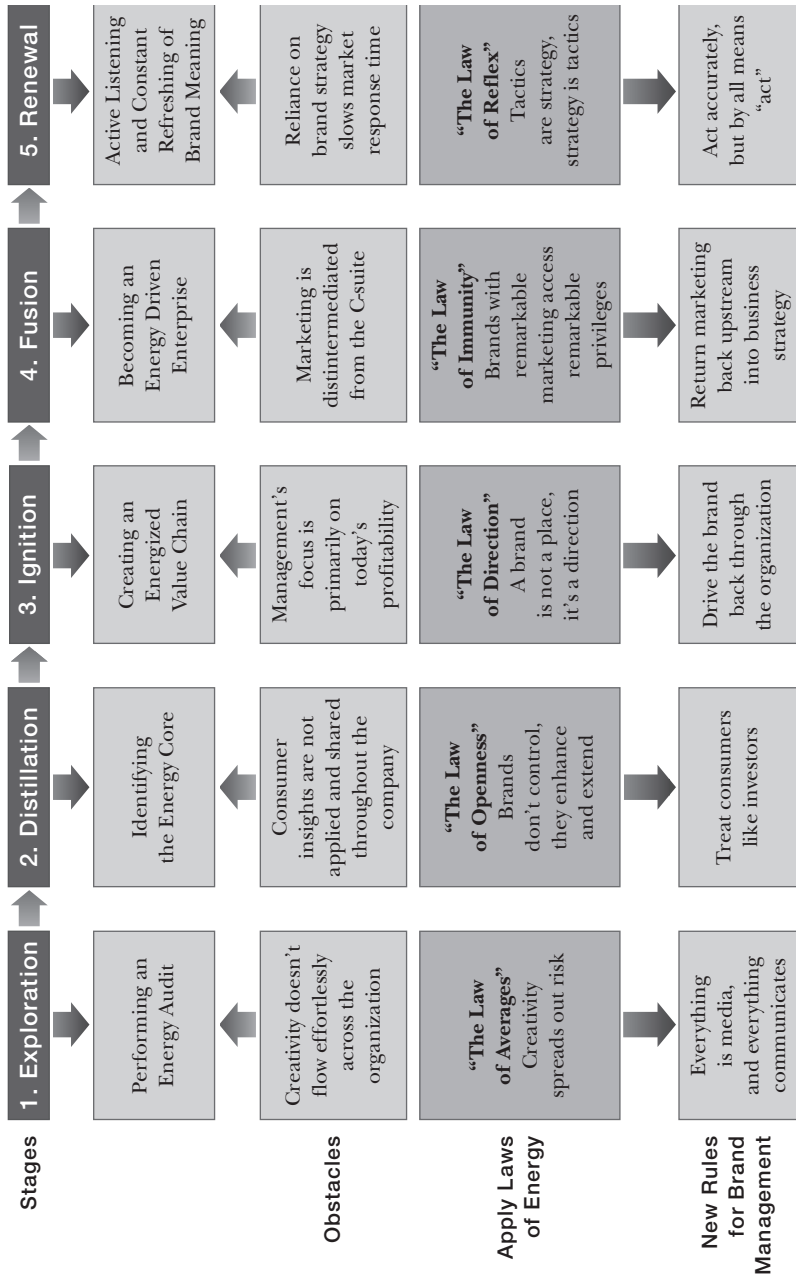 Stages
1. Exploration
2. Distillation
3. Ignition
4. Fusion
5. Renewal
Performing an
Energy Audit
Identifying
the Energy Core
Creating an
Energized
Value Chain
Becoming an
Energy Driven
Enterprise
Active Listening
and Constant
Refreshing of
Brand Meaning
Obstacles
Creativity doesn’t
flow effortlessly
across the
organization
Consumer
insights are not
applied and shared
throughout the
company
Management’s
focus is
primarily on
today’s
profitability
Marketing is
distintermediated
from the C-suite
Reliance on
brand strategy
slows market
response time
Apply Laws
of Energy
“The Law
of Averages”
Creativity
spreads out risk
“The Law
of Openness”
Brands
don’t control,
they enhance
and extend
“The Law
of Direction”
A brand
is not a place,
it’s a direction
“The Law
of Immunity”
Brands with
remarkable
marketing access
remarkable
privileges
“The Law
of Reflex”
Tactics
are strategy,
strategy is tactics
New Rules
for Brand
Management
Everything
is media,
and everything
communicates
Treat consumers
like investors
Drive the brand
back through
the organization
Return marketing
back upstream
into business
strategy
Act accurately,
but by all means
“act”